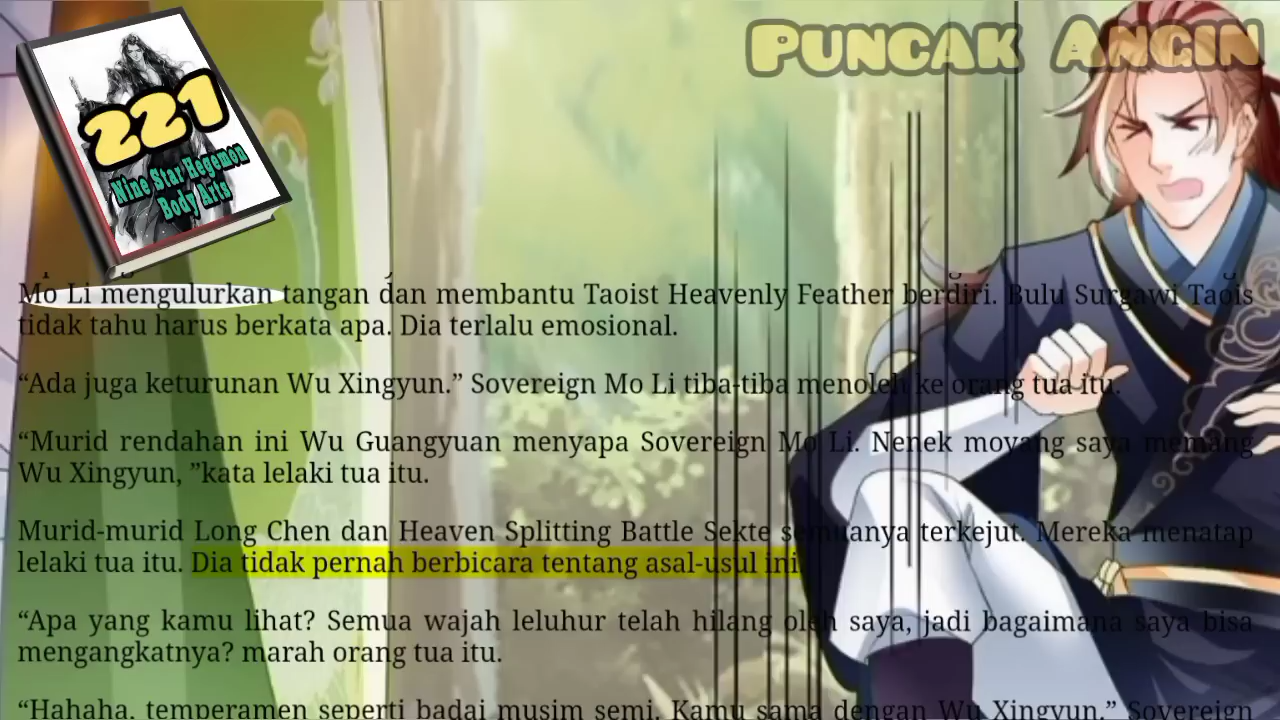 PUNCAK ANGIN
221
Nine Star Hegemon
Body Arts
Mo Li mengulurkan tangan dan membantu Taoist Heavenly Feather berdiri. Bulu Surgawi Taois
tidak tahu harus berkata apa. Dia terlalu emosional.
“Ada juga keturunan Wu Xingyun.” Sovereign Mo Li tiba-tiba menoleh ke orang tua itu.
“Murid rendahan ini Wu Guangyuan menyapa Sovereign Mo Li. Nenek moyang saya memang
Wu Xingyun, ”kata lelaki tua itu.
Murid-murid Long Chen dan Heaven Splitting Battle Sekte semuanya terkejut. Mereka menatap
lelaki tua itu. Dia tidak pernah berbicara tentang asal-usul ini.
“Apa yang kamu lihat? Semua wajah leluhur telah hilang oleh saya, jadi bagaimana saya bisa
mengangkatnya? marah orang tua itu.
“Hahaha, temperamen seperti badai musim semi. Kamu sama dengan Wu Xingyun.” Sovereign